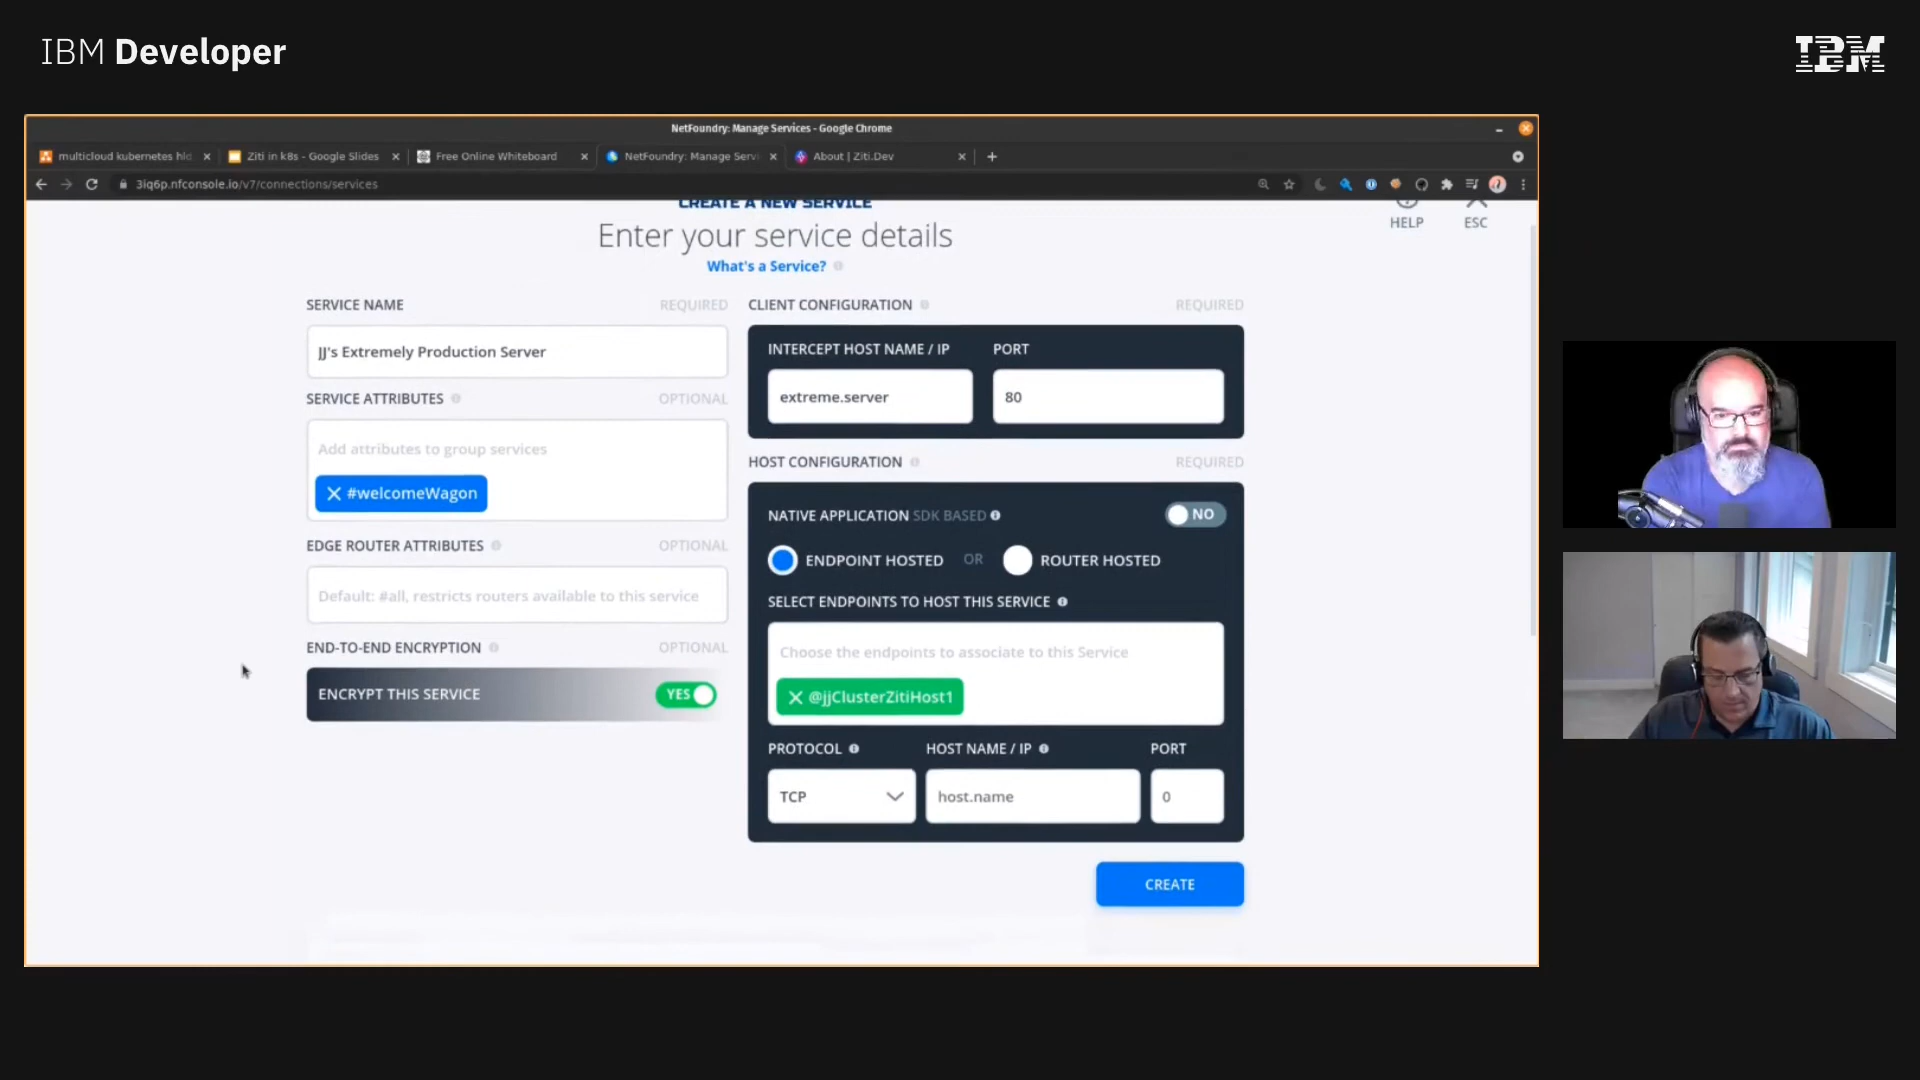 IBM Developer
IBM
NetFoundry: Manage Services - Google Chrome
multicloud kubernetes hld
Ziti in k8s - Google Slides
Free Online Whiteboard
NetFoundry: Manage Servi
About | Ziti.Dev
3iq6p.nfconsole.io/v7/connections/services
CREATE A NEW SERVICE
Enter your service details
What's a Service?
HELP
ESC
SERVICE NAME REQUIRED
JJ's Extremely Production Server
SERVICE ATTRIBUTES OPTIONAL
Add attributes to group services
#welcomeWagon
EDGE ROUTER ATTRIBUTES OPTIONAL
Default: #all, restricts routers available to this service
END-TO-END ENCRYPTION OPTIONAL
ENCRYPT THIS SERVICE YES
CLIENT CONFIGURATION REQUIRED
INTERCEPT HOST NAME / IP PORT
extreme.server 80
HOST CONFIGURATION REQUIRED
NATIVE APPLICATION SDK BASED NO
ENDPOINT HOSTED OR ROUTER HOSTED
SELECT ENDPOINTS TO HOST THIS SERVICE
Choose the endpoints to associate to this Service
@jjClusterZitiHost1
PROTOCOL HOST NAME / IP PORT
TCP host.name 0
CREATE